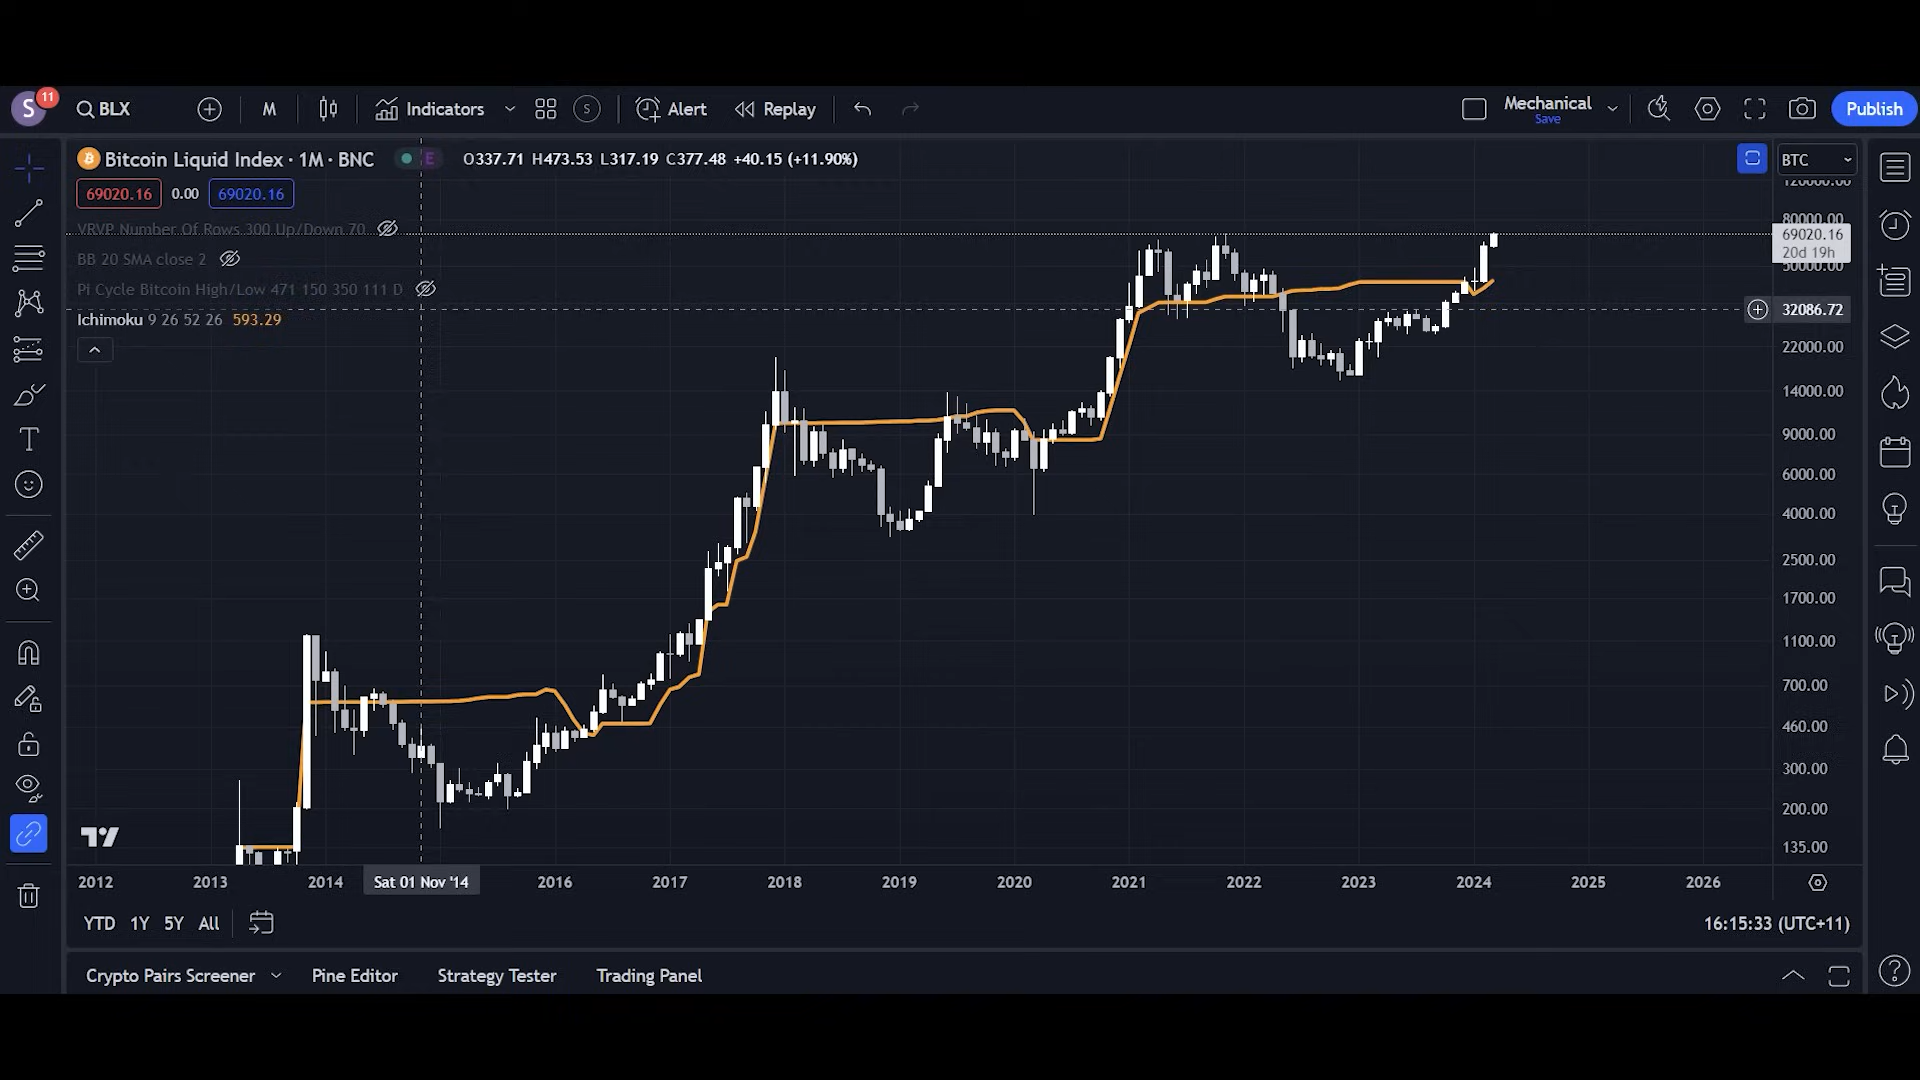 S 11 BLX M Indicators S Alert Replay Mechanical Save Publish
Bitcoin Liquid Index · 1M · BNC E O337.71 H473.53 L317.19 C377.48 +40.15 (+11.90%) BTC
69020.16 0.00 69020.16
VRVP Number Of Rows 300 Up/Down 70
BB 20 SMA close 2
Pi Cycle Bitcoin High/Low 471 150 350 111 D
Ichimoku 9 26 52 26 593.29
120000.00
80000.00
69020.16
20d 19h
50000.00
32086.72
22000.00
14000.00
9000.00
6000.00
4000.00
2500.00
1700.00
1100.00
700.00
460.00
300.00
200.00
135.00
2012 2013 2014 Sat 01 Nov '14 2016 2017 2018 2019 2020 2021 2022 2023 2024 2025 2026
YTD 1Y 5Y All 16:15:33 (UTC+11)
Crypto Pairs Screener Pine Editor Strategy Tester Trading Panel